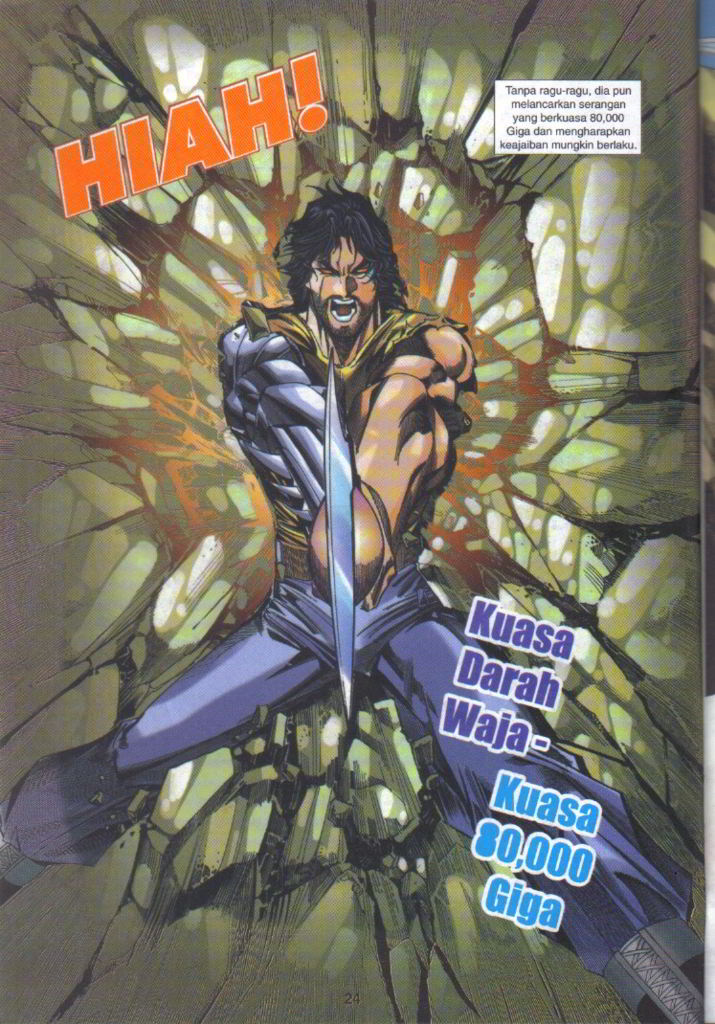 HIAH!
Tanpa ragu-ragu, dia pun
melancarkan serangan
yang berkuasa 80,000
Giga dan mengharapkan
keajaiban mungkin berlaku.
Kuasa
Darah
Waja -
Kuasa
80,000
Giga
24